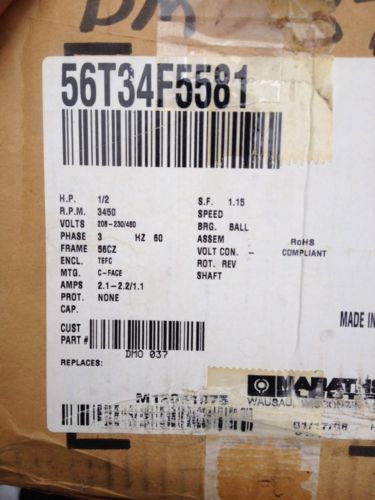 DM
56T34F5581
H.P. 1/2 S.F. 1.15
R.P.M. 3450 SPEED
VOLTS 208-230/460 BRG. BALL
PHASE 3 HZ 60 ASSEM RoHS
FRAME 56CZ VOLT CON. - COMPLIANT
ENCL. TEFC ROT. REV
MTG. C-FACE SHAFT
AMPS 2.1-2.2/1.1
PROT. NONE
CAP.
MADE IN
CUST
PART #
DMO 037
REPLACES:
WAUSAU,